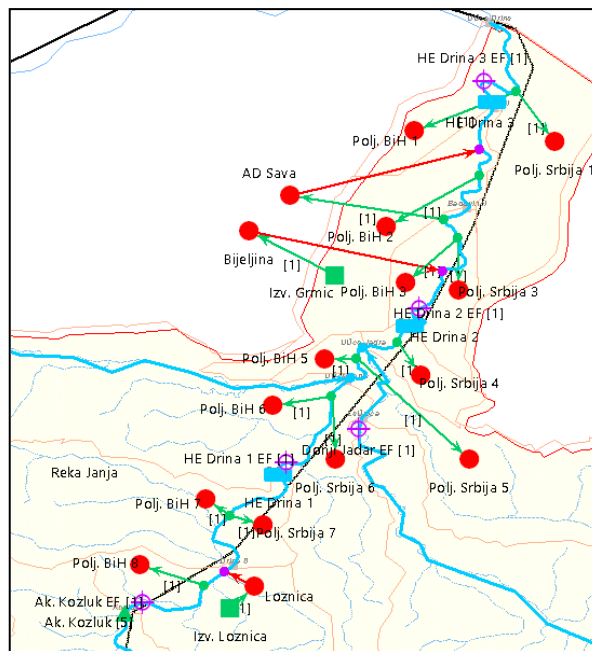 HE Drina 3 EF [1]
[1]
HE Drina 3
[1]
Polj. BiH 1
Polj. Srbija 1
AD Sava
[1]
[1]
Polj. BiH 2
Bijeljina
[1]
[1]
[1]
Izv. Grmic
Polj. BiH 3
Polj. Srbija 3
HE Drina 2 EF [1]
HE Drina 2
Polj. BiH 5
[1]
[1]
Polj. Srbija 4
Polj. BiH 6
[1]
[1]
[1]
Donji Jadar EF [1]
HE Drina 1 EF [1]
Polj. Srbija 5
Reka Janja
Polj. Srbija 6
Polj. BiH 7
HE Drina 1
[1]
[1]
Polj. Srbija 7
Polj. BiH 8
[1]
Loznica
Ak. Kozluk EF [1]
[1]
Ak. Kozluk [5]
Izv. Loznica